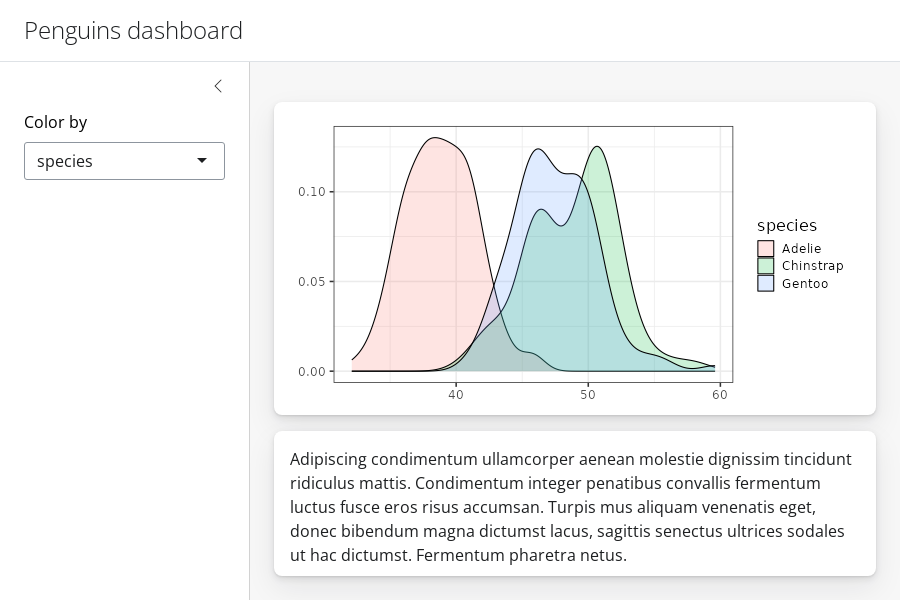 Penguins dashboard
Color by
species
0.10
0.05
0.00
40 50 60
species
Adelie
Chinstrap
Gentoo
Adipiscing condimentum ullamcorper aenean molestie dignissim tincidunt
ridiculus mattis. Condimentum integer penatibus convallis fermentum
luctus fusce eros risus accumsan. Turpis mus aliquam venenatis eget,
donec bibendum magna dictumst lacus, sagittis senectus ultrices sodales
ut hac dictumst. Fermentum pharetra netus.